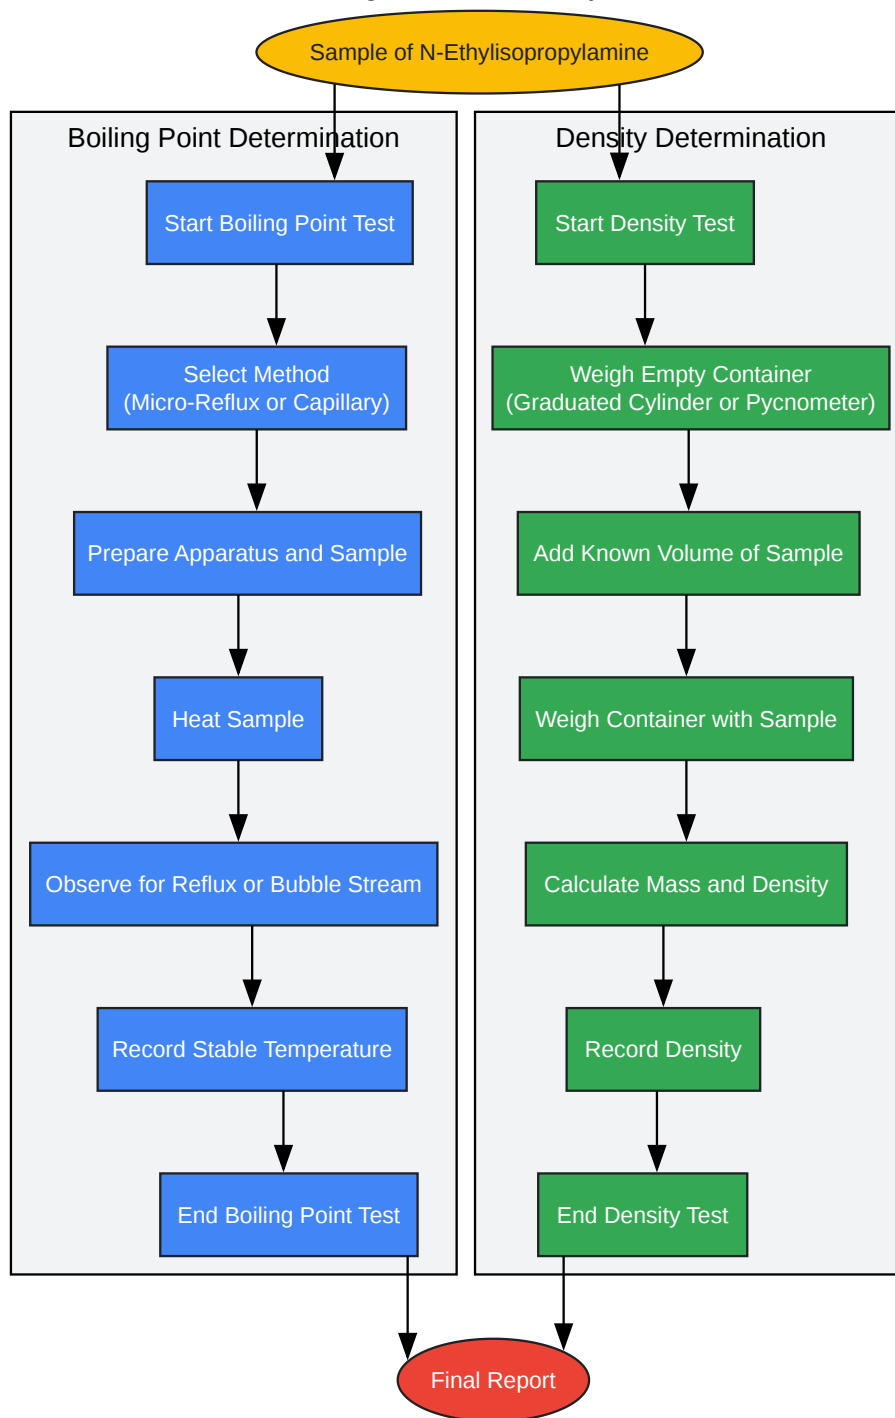 Sample of N-Ethylisopropylamine
Boiling Point Determination
Start Boiling Point Test
Select Method
(Micro-Reflux or Capillary)
Prepare Apparatus and Sample
Heat Sample
Observe for Reflux or Bubble Stream
Record Stable Temperature
End Boiling Point Test
Density Determination
Start Density Test
Weigh Empty Container
(Graduated Cylinder or Pycnometer)
Add Known Volume of Sample
Weigh Container with Sample
Calculate Mass and Density
Record Density
End Density Test
Final Report